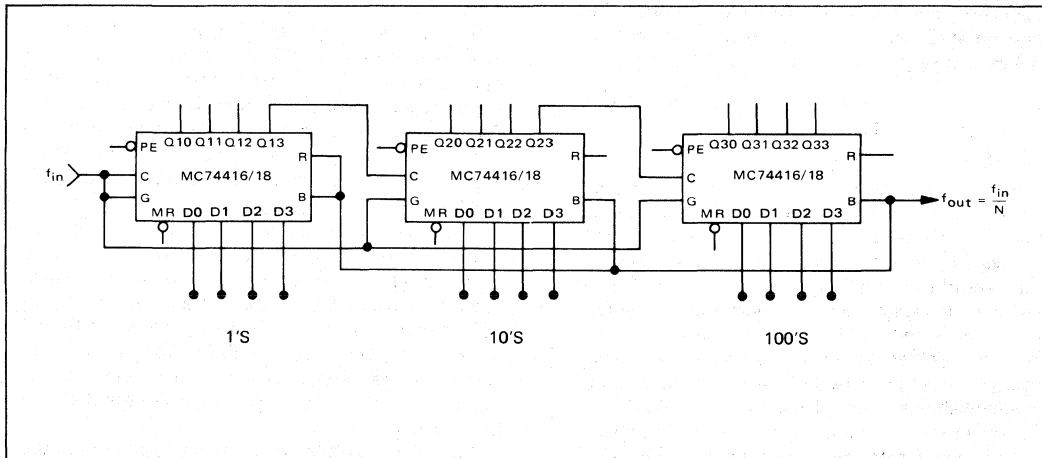 Q10 Q11 Q12 Q13
Q20 Q21 Q22 Q23
Q30 Q31 Q32 Q33
PE
R
PE
R
PE
R
f_in
C
MC74416/18
C
MC74416/18
C
MC74416/18
G
B
G
B
G
B
f_out = f_in/N
MR D0 D1 D2 D3
MR D0 D1 D2 D3
MR D0 D1 D2 D3
1'S
10'S
100'S